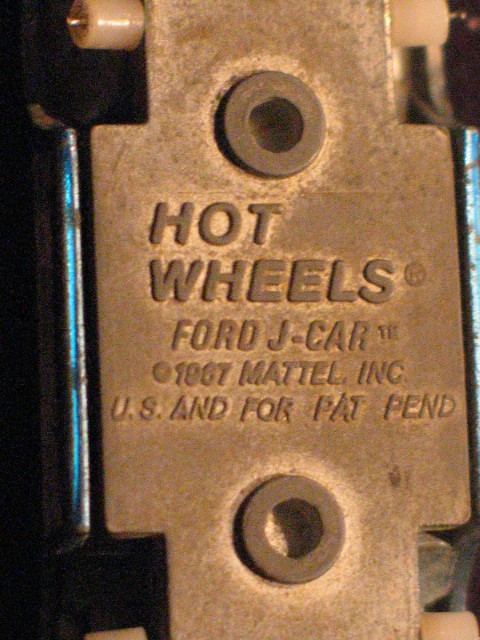 HOT
WHEELS®
FORD J-CAR™
©1967 MATTEL. INC.
U.S. AND FOR PAT PEND